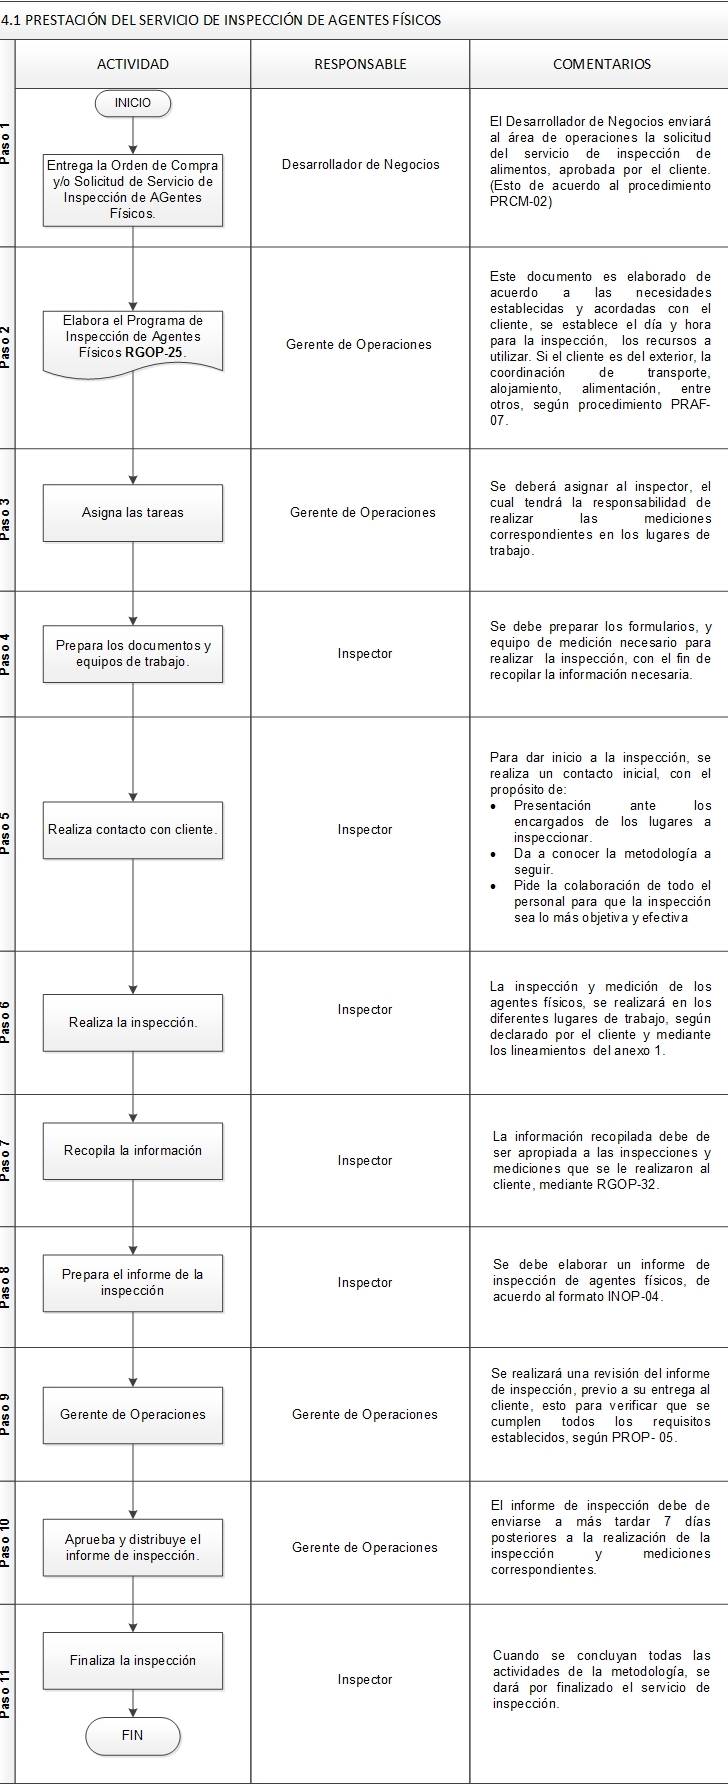 4.1 PRESTACIÓN DEL SERVICIO DE INSPECCIÓN DE AGENTES FÍSICOS
ACTIVIDAD
RESPONSABLE
COMENTARIOS
Paso 1
INICIO
Entrega la Orden de Compra
y/o Solicitud de Servicio de
Inspección de AGentes
Físicos.
Desarrollador de Negocios
El Desarrollador de Negocios enviará
al área de operaciones la solicitud
del servicio de inspección de
alimentos, aprobada por el cliente.
(Esto de acuerdo al procedimiento
PRCM-02)
Paso 2
Elabora el Programa de
Inspección de Agentes
Físicos RGOP-25.
Gerente de Operaciones
Este documento es elaborado de
acuerdo a las necesidades
establecidas y acordadas con el
cliente, se establece el día y hora
para la inspección, los recursos a
utilizar. Si el cliente es del exterior, la
coordinación de transporte,
alojamiento, alimentación, entre
otros, según procedimiento PRAF-
07.
Paso 3
Asigna las tareas
Gerente de Operaciones
Se deberá asignar al inspector, el
cual tendrá la responsabilidad de
realizar las mediciones
correspondientes en los lugares de
trabajo.
Paso 4
Prepara los documentos y
equipos de trabajo.
Inspector
Se debe preparar los formularios, y
equipo de medición necesario para
realizar la inspección, con el fin de
recopilar la información necesaria.
Paso 5
Realiza contacto con cliente.
Inspector
Para dar inicio a la inspección, se
realiza un contacto inicial, con el
propósito de:
• Presentación ante los
encargados de los lugares a
inspeccionar.
• Da a conocer la metodología a
seguir.
• Pide la colaboración de todo el
personal para que la inspección
sea lo más objetiva y efectiva
Paso 6
Realiza la inspección.
Inspector
La inspección y medición de los
agentes físicos, se realizará en los
diferentes lugares de trabajo, según
declarado por el cliente y mediante
los lineamientos del anexo 1.
Paso 7
Recopila la información
Inspector
La información recopilada debe de
ser apropiada a las inspecciones y
mediciones que se le realizaron al
cliente, mediante RGOP-32.
Paso 8
Prepara el informe de la
inspección
Inspector
Se debe elaborar un informe de
inspección de agentes físicos, de
acuerdo al formato INOP-04.
Paso 9
Gerente de Operaciones
Gerente de Operaciones
Se realizará una revisión del informe
de inspección, previo a su entrega al
cliente, esto para verificar que se
cumplen todos los requisitos
establecidos, según PROP- 05.
Paso 10
Aprueba y distribuye el
informe de inspección.
Gerente de Operaciones
El informe de inspección debe de
enviarse a más tardar 7 días
posteriores a la realización de la
inspección y mediciones
correspondientes.
Paso 11
Finaliza la inspección
FIN
Inspector
Cuando se concluyan todas las
actividades de la metodología, se
dará por finalizado el servicio de
inspección.